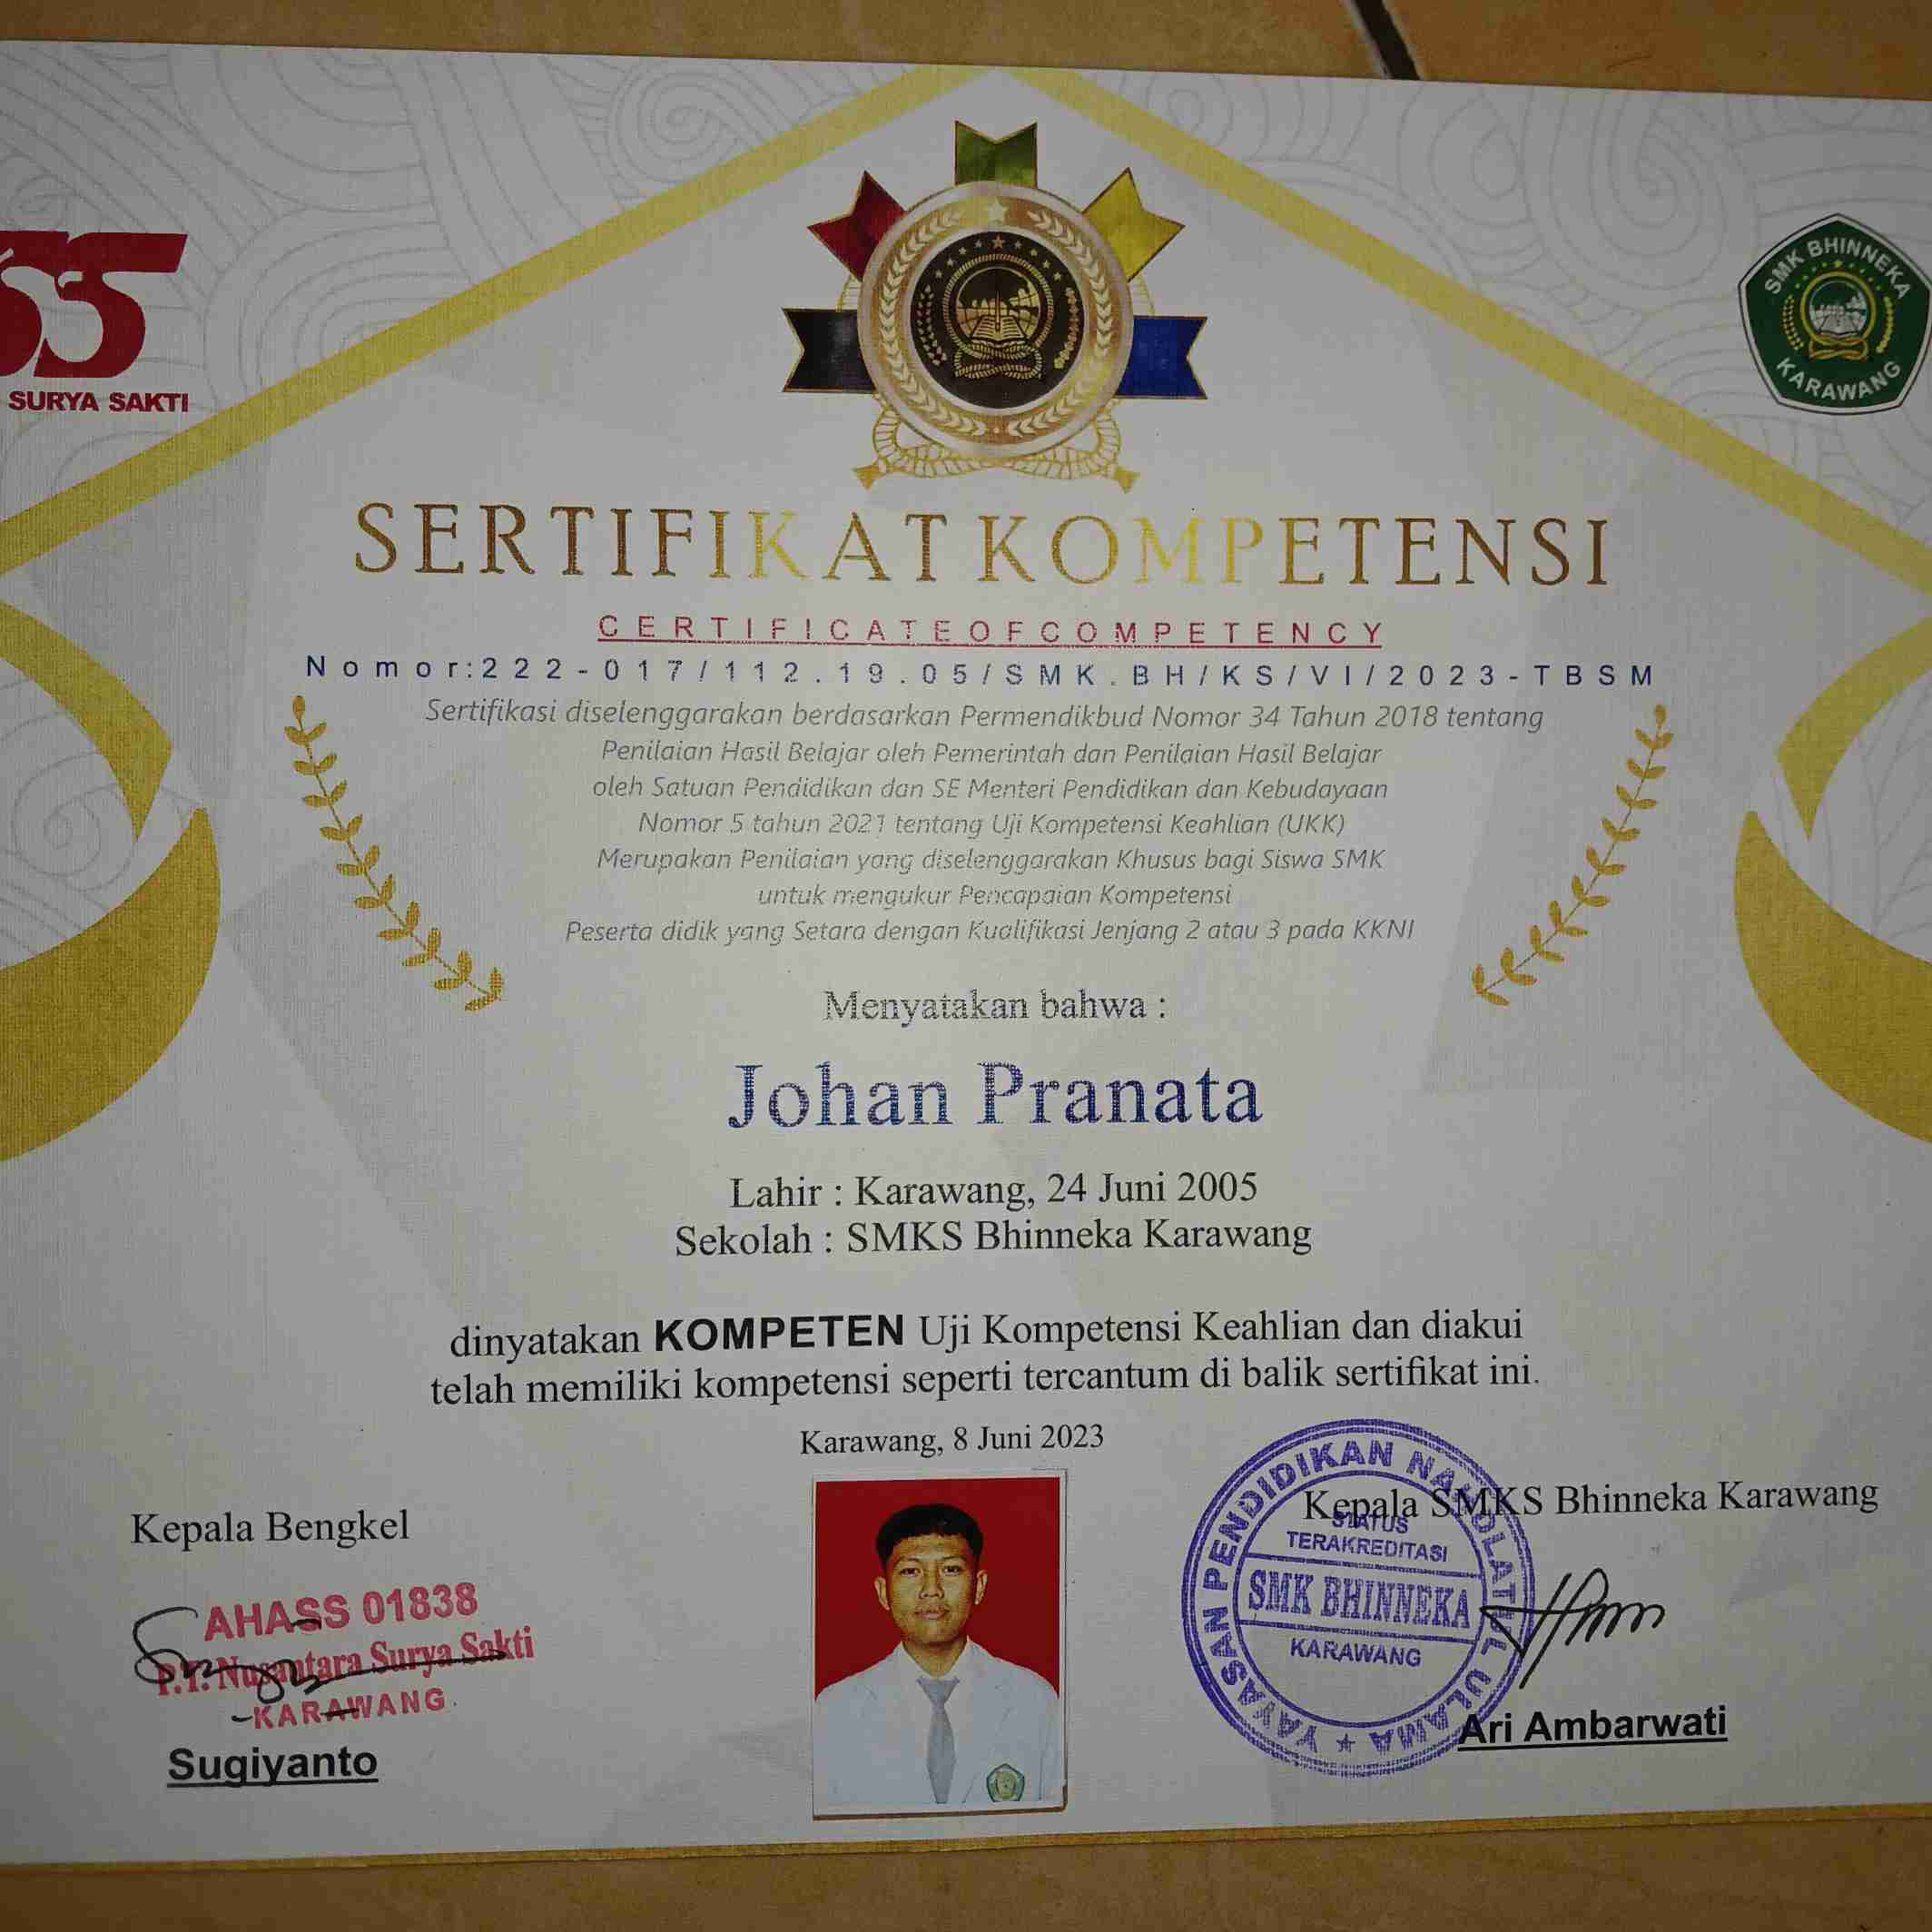 SS
SURYA SAKTI
SMK BHINNEKA
KARAWANG
SERTIFIKAT KOMPETENSI
CERTIFICATE OF COMPETENCY
Nomor:222-017/112.19.05/SMK.BH/KS/VI/2023-TBSM
Sertifikasi diselenggarakan berdasarkan Permendikbud Nomor 34 Tahun 2018 tentang
Penilaian Hasil Belajar oleh Pemerintah dan Penilaian Hasil Belajar
oleh Satuan Pendidikan dan SE Menteri Pendidikan dan Kebudayaan
Nomor 5 tahun 2021 tentang Uji Kompetensi Keahlian (UKK)
Merupakan Penilaian yang diselenggarakan Khusus bagi Siswa SMK
untuk mengukur Pencapaian Kompetensi
Peserta didik yang Setara dengan Kualifikasi Jenjang 2 atau 3 pada KKNI
Menyatakan bahwa :
Johan Pranata
Lahir : Karawang, 24 Juni 2005
Sekolah : SMKS Bhinneka Karawang
dinyatakan KOMPETEN Uji Kompetensi Keahlian dan diakui
telah memiliki kompetensi seperti tercantum di balik sertifikat ini.
Karawang, 8 Juni 2023
Kepala Bengkel
AHASS 01838
P.T. Nusantara Surya Sakti
KARAWANG
Sugiyanto
Kepala SMKS Bhinneka Karawang
YAYASAN PENDIDIKAN NAHDLATUL ULAMA
STATUS
TERAKREDITASI
SMK BHINNEKA
KARAWANG
Ari Ambarwati